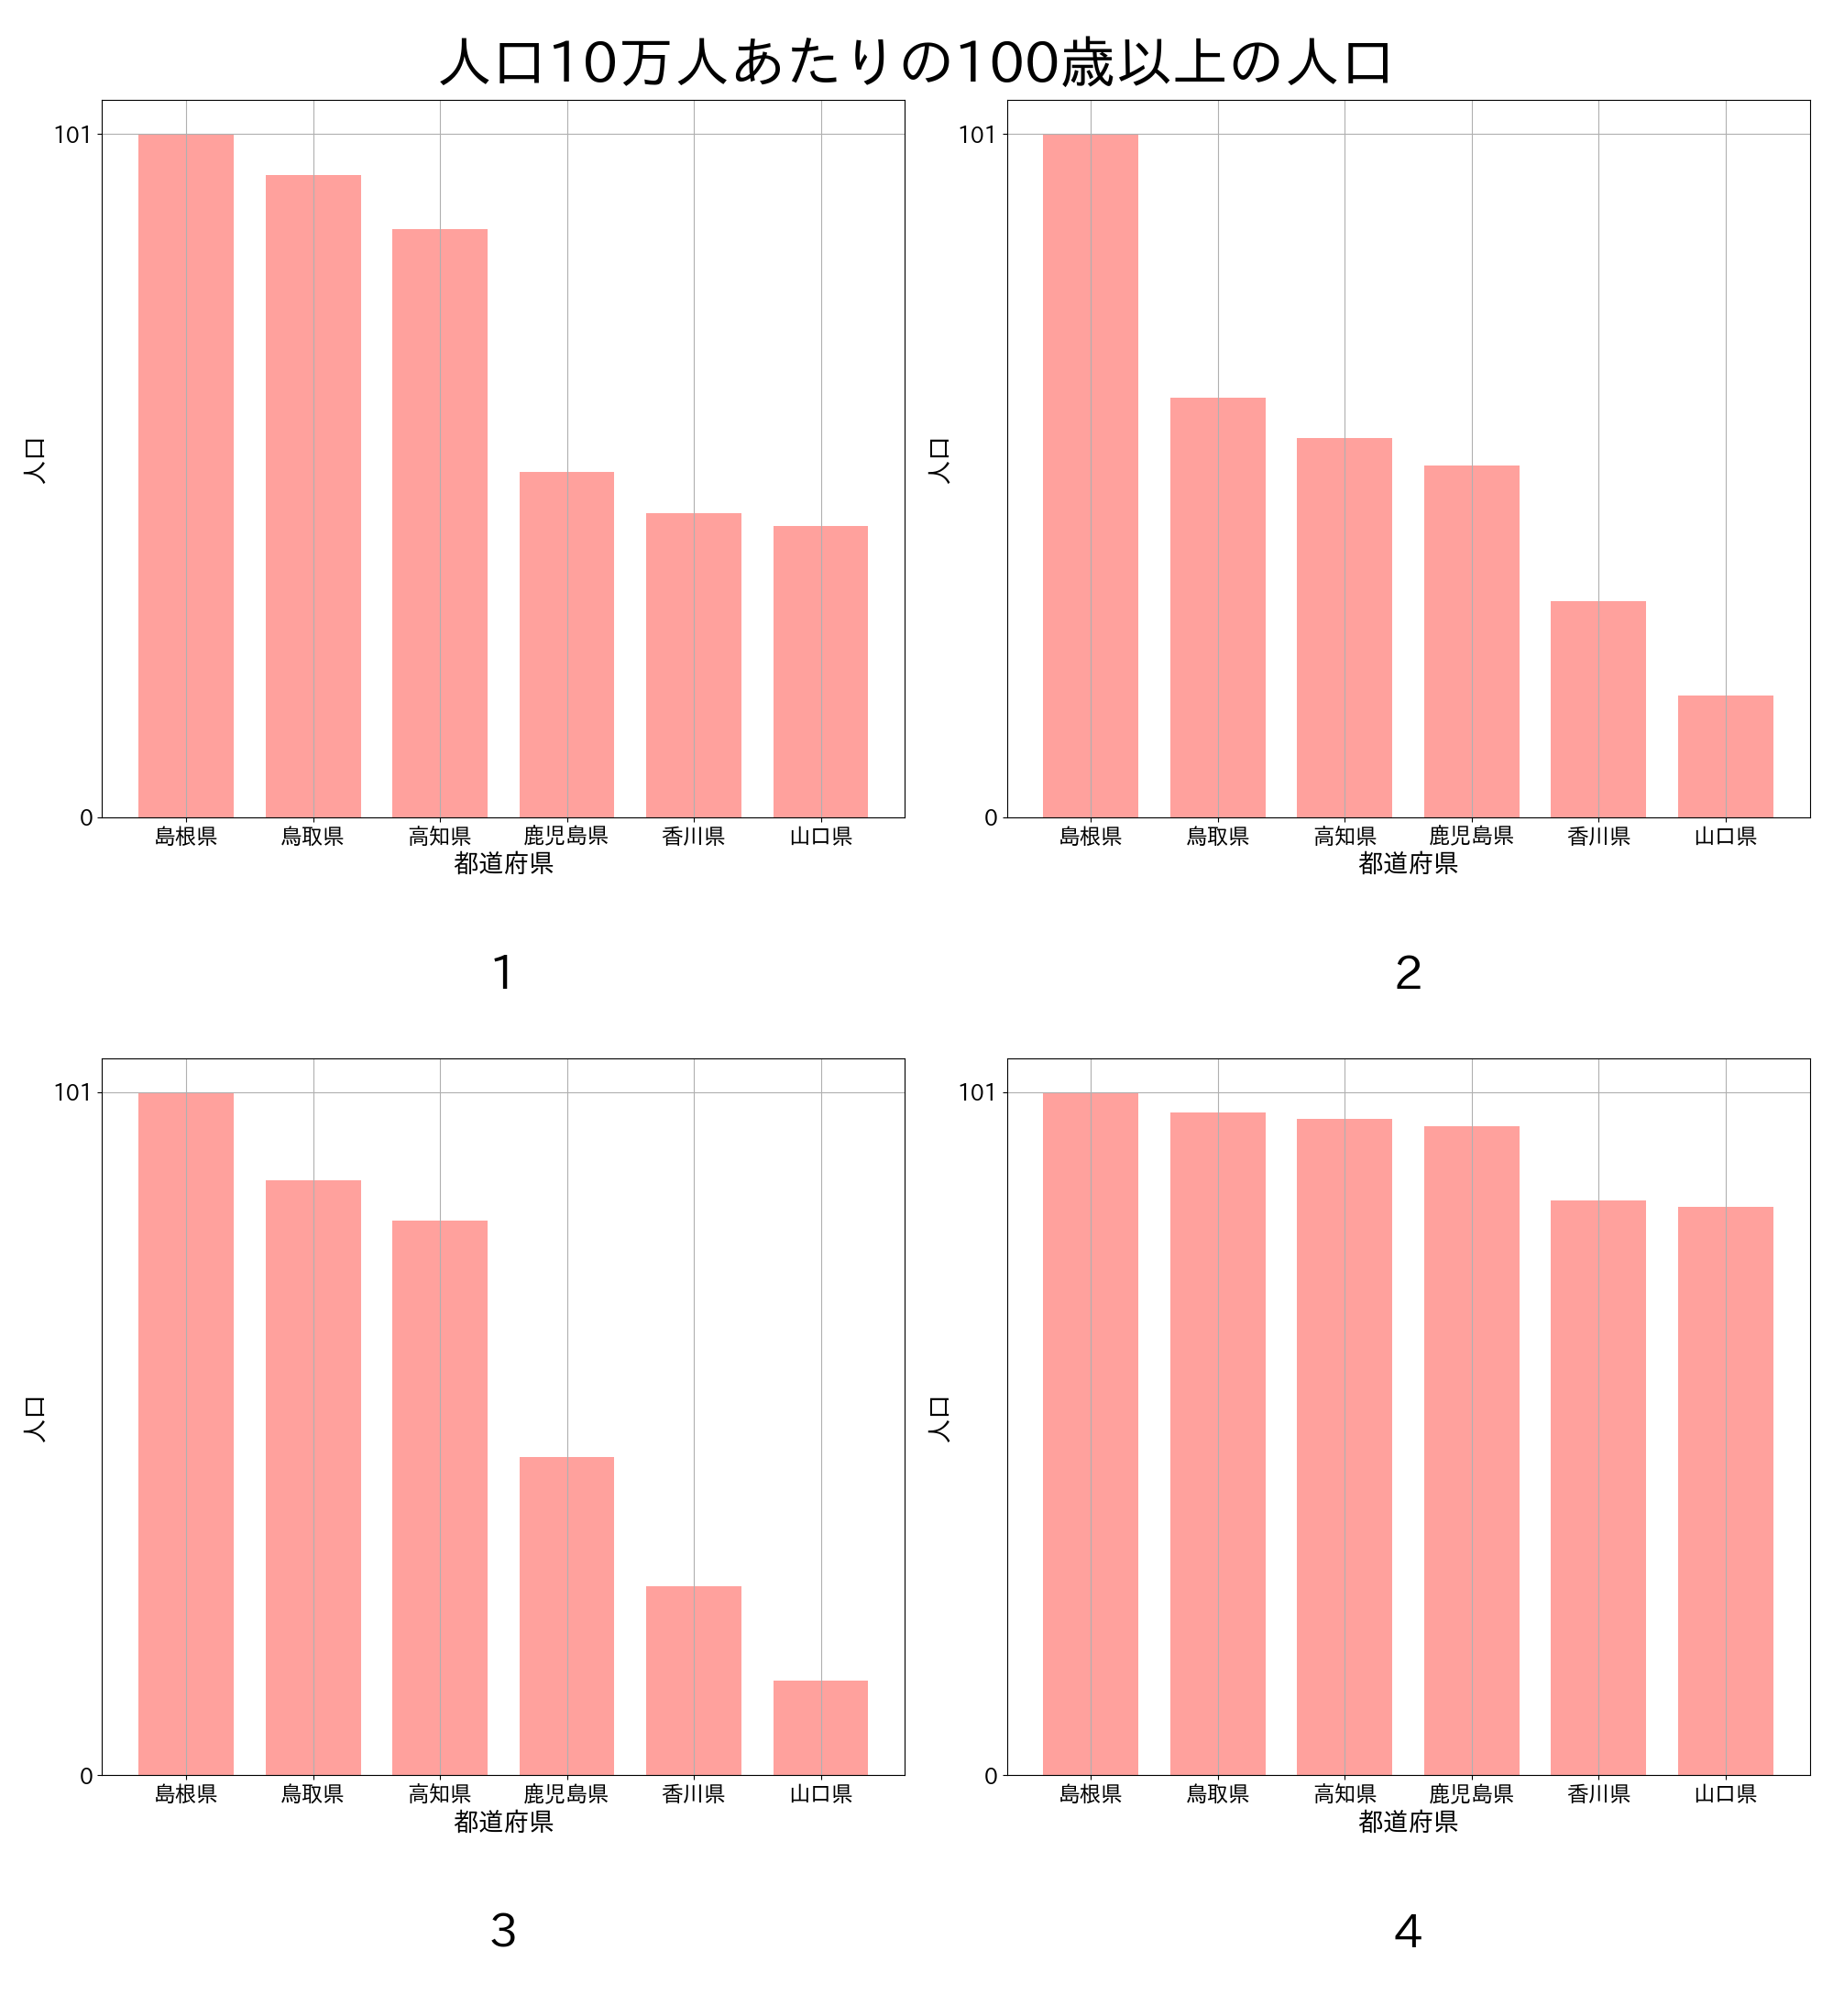 人口10万人あたりの100歳以上の人口
101
0
人口
島根県 鳥取県 高知県 鹿児島県 香川県 山口県
都道府県
1
101
0
人口
島根県 鳥取県 高知県 鹿児島県 香川県 山口県
都道府県
2
101
0
人口
島根県 鳥取県 高知県 鹿児島県 香川県 山口県
都道府県
3
101
0
人口
島根県 鳥取県 高知県 鹿児島県 香川県 山口県
都道府県
4